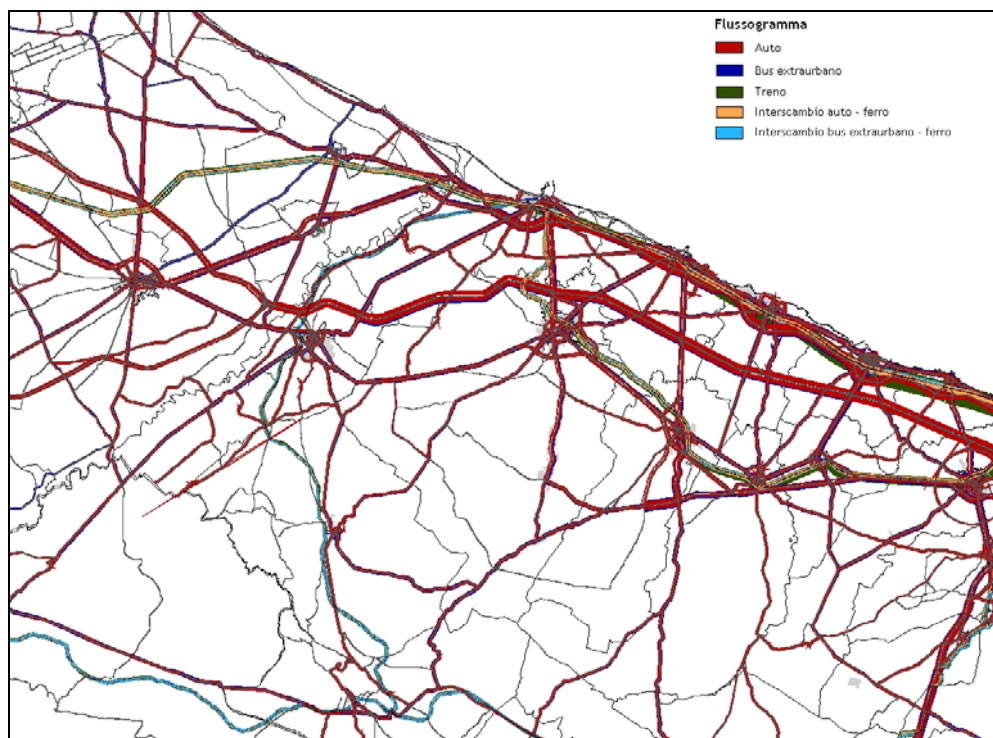 Flussogramma
Auto
Bus extraurbano
Treno
Interscambio auto - ferro
Interscambio bus extraurbano - ferro